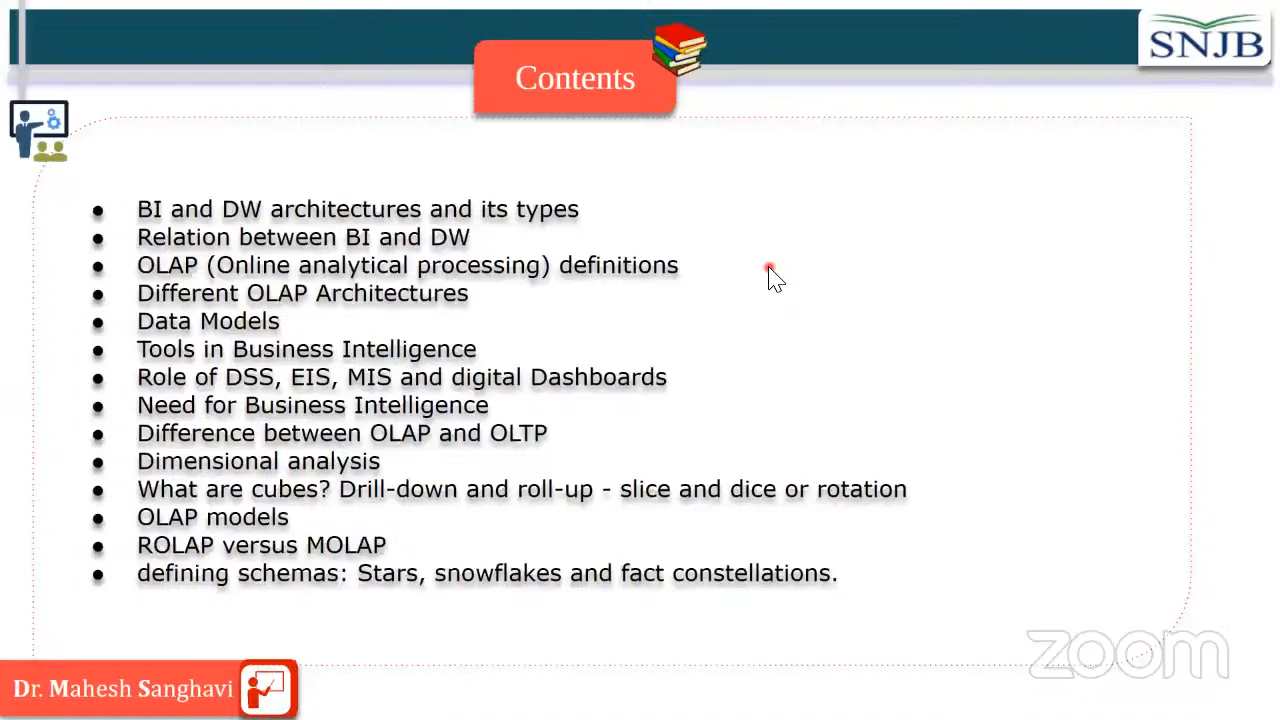 SNJB
Contents
● BI and DW architectures and its types
● Relation between BI and DW
● OLAP (Online analytical processing) definitions
● Different OLAP Architectures
● Data Models
● Tools in Business Intelligence
● Role of DSS, EIS, MIS and digital Dashboards
● Need for Business Intelligence
● Difference between OLAP and OLTP
● Dimensional analysis
● What are cubes? Drill-down and roll-up - slice and dice or rotation
● OLAP models
● ROLAP versus MOLAP
● defining schemas: Stars, snowflakes and fact constellations.
zoom
Dr. Mahesh Sanghavi